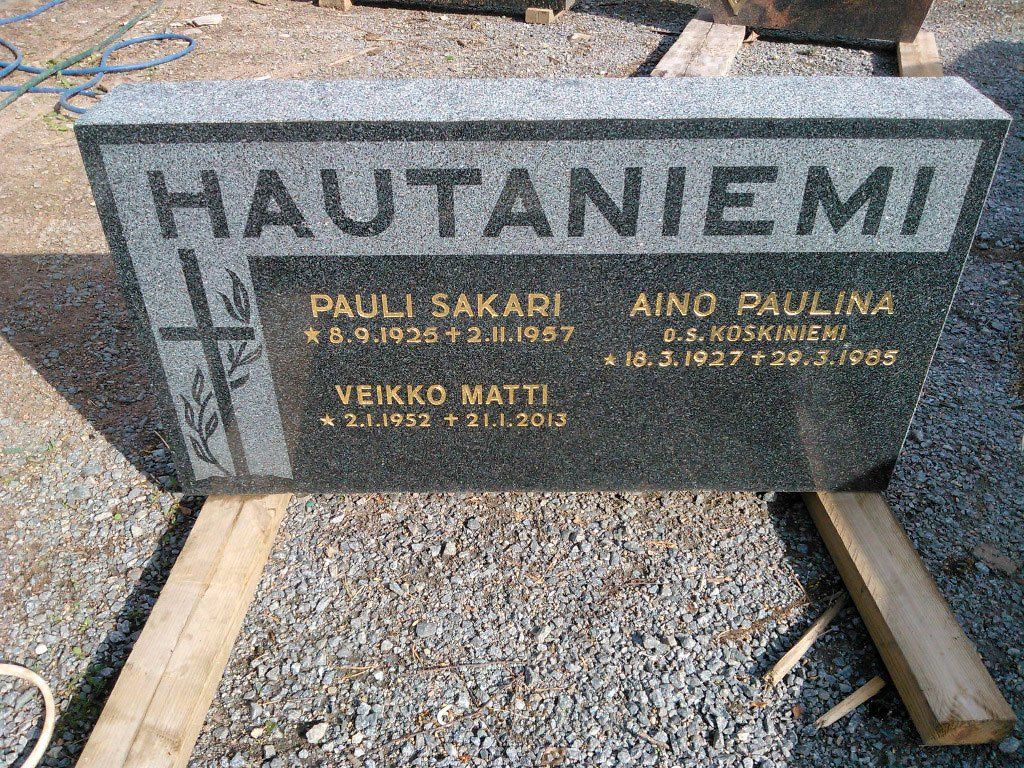 HAUTANIEMI
PAULI SAKARI
★ 8.9.1925 + 2.11.1957
VEIKKO MATTI
★ 2.1.1952 + 21.1.2013
AINO PAULINA
O.S. KOSKINIEMI
★ 18.3.1927 + 29.3.1985